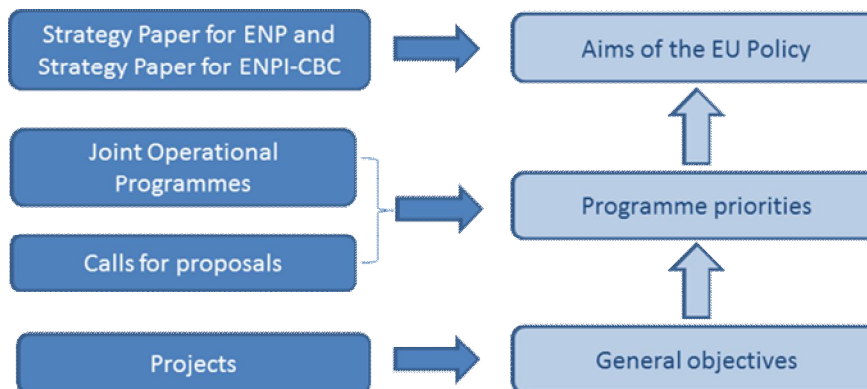 Strategy Paper for ENP and
Strategy Paper for ENPI-CBC
Aims of the EU Policy
Joint Operational
Programmes
Programme priorities
Calls for proposals
Projects
General objectives